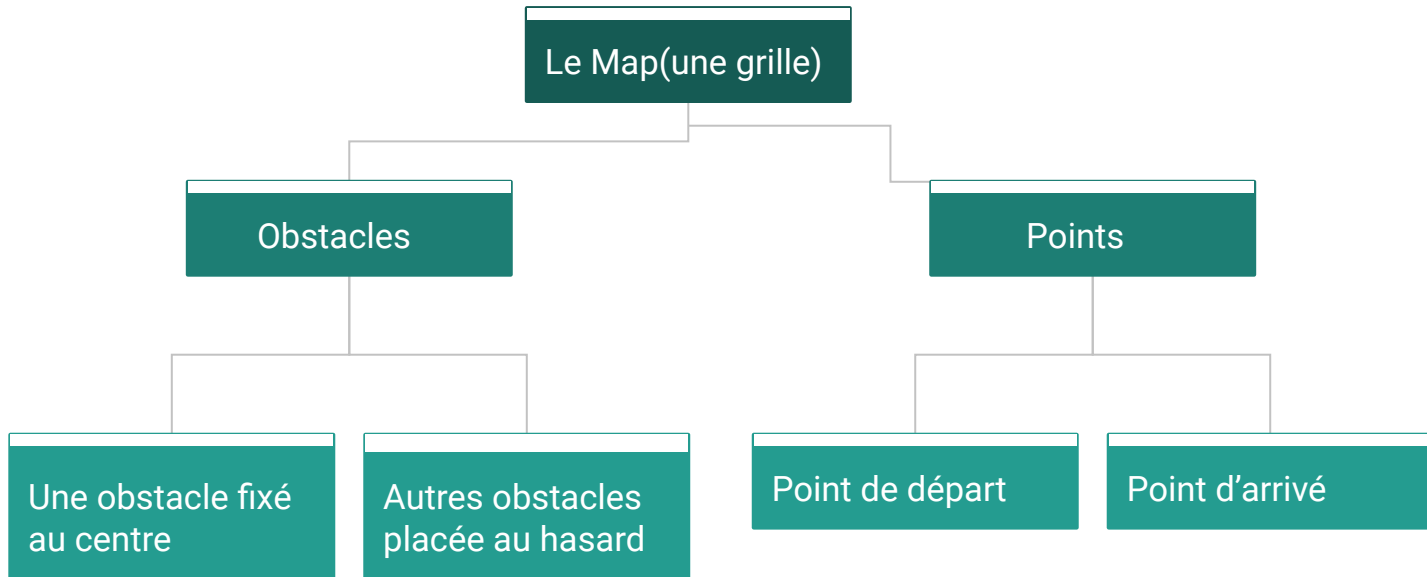 Le Map(une grille)
Obstacles
Points
Une obstacle fixé
au centre
Autres obstacles
placée au hasard
Point de départ
Point d’arrivé